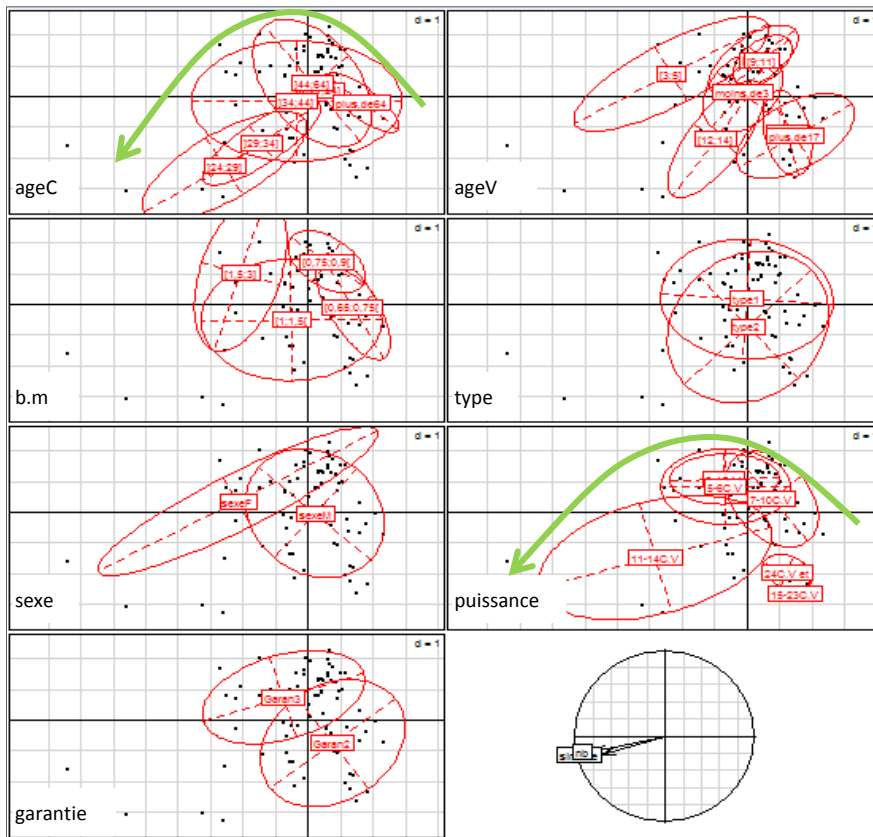 d = 1
]44;64]
]34;44]
plus.de64
]29;34]
]24;29]
ageC
d = 1
[9;11]
[3;5]
moins.de3
[12;14]
plus.de17
ageV
d = 1
[0,75;0,9[
[1,5;3]
[0,65;0,75[
[1;1,5[
b.m
d = 1
type1
type2
type
d = 1
sexeF
sexeM
sexe
5-6C.V
7-10C.V
11-14C.V
24C.V et
15-23C.V
puissance
d = 1
Garan3
Garan2
garantie
nb